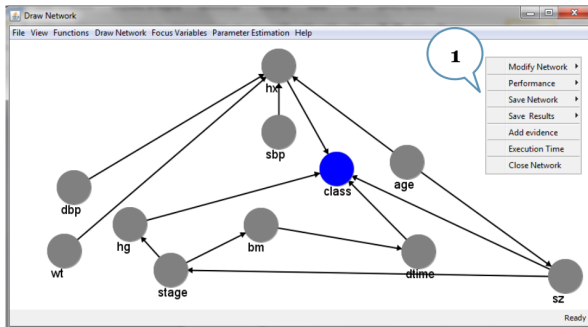 Draw Network
File View Functions Draw Network Focus Variables Parameter Estimation Help
1
Modify Network
Performance
Save Network
Save Results
Add evidence
Execution Time
Close Network
hx
sbp
class
age
dbp
hg
bm
wt
stage
dtime
sz
Ready